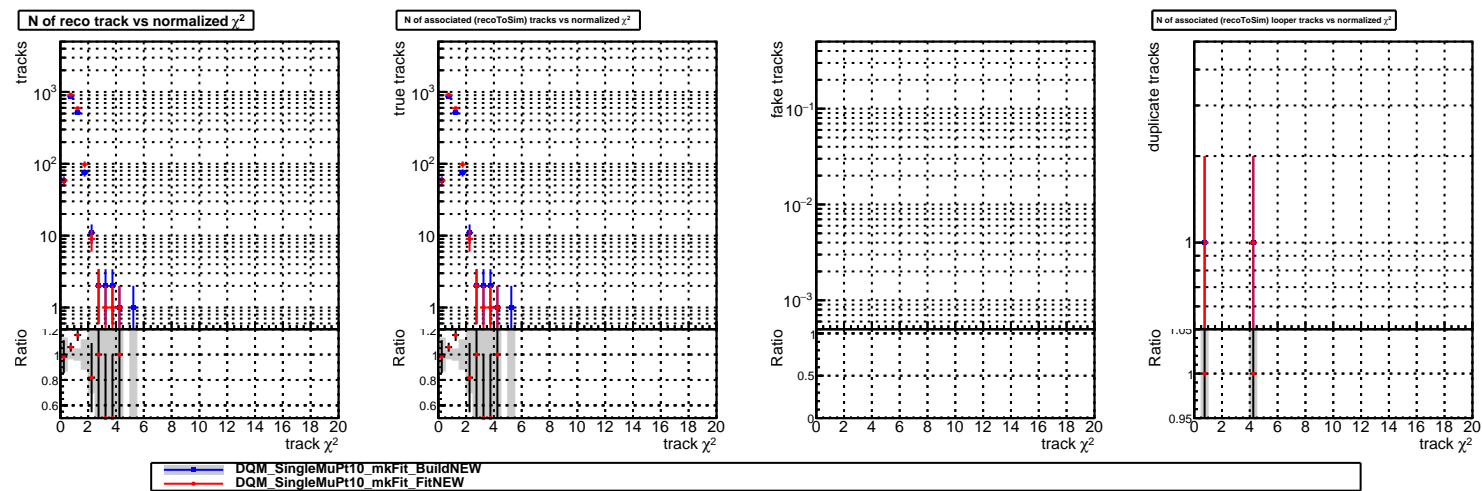 N of reco track vs normalized χ²
tracks
10³
10²
10
1
Ratio
1.2
1
0.8
0.6
0 2 4 6 8 10 12 14 16 18 20
track χ²
N of associated (recoToSim) tracks vs normalized χ²
true tracks
10³
10²
10
1
Ratio
1.2
1
0.8
0.6
0 2 4 6 8 10 12 14 16 18 20
track χ²
fake tracks
10⁻¹
10⁻²
10⁻³
Ratio
1
0.5
0
0 2 4 6 8 10 12 14 16 18 20
track χ²
N of associated (recoToSim) looper tracks vs normalized χ²
duplicate tracks
1
Ratio
1.05
1
0.95
0 2 4 6 8 10 12 14 16 18 20
track χ²
DQM_SingleMuPt10_mkFit_BuildNEW
DQM_SingleMuPt10_mkFit_FitNEW